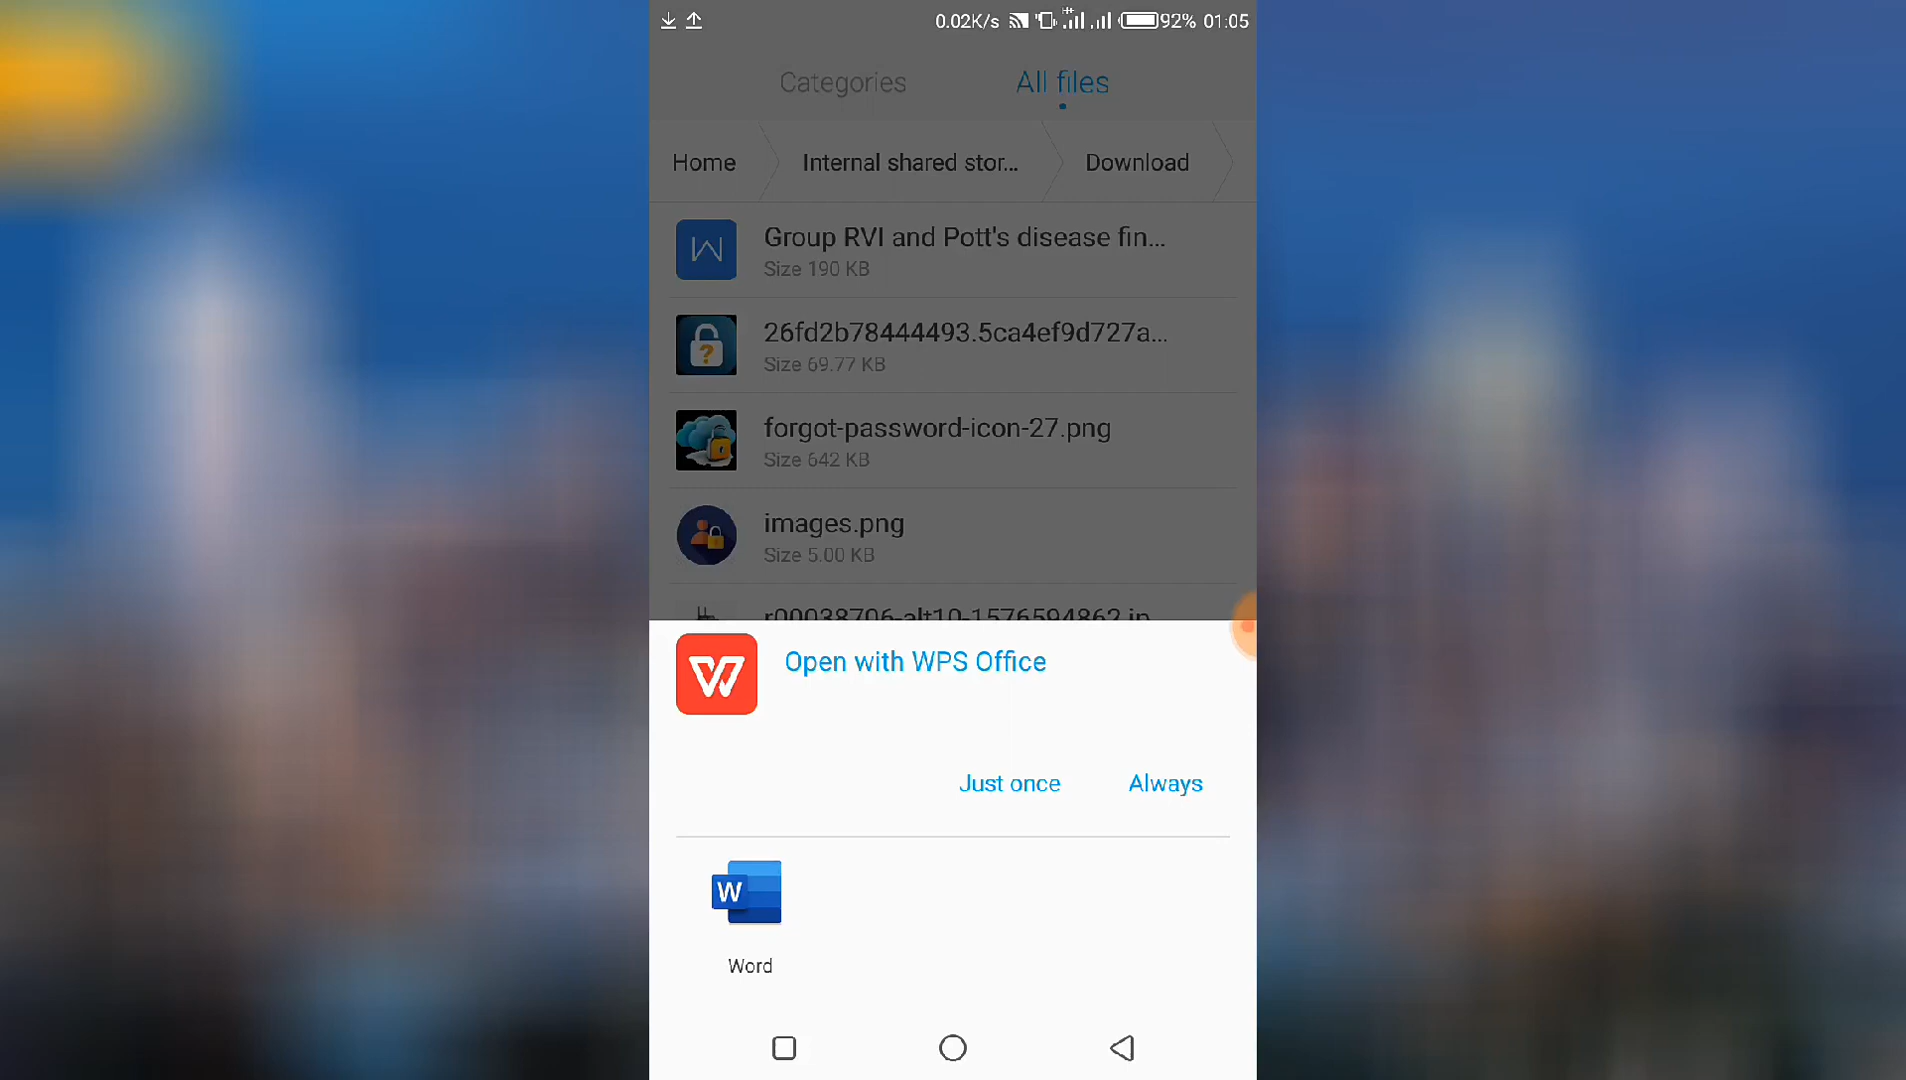 0.02K/s 92% 01:05
Categories All files
Home Internal shared stor... Download
Group RVI and Pott's disease fin...
Size 190 KB
26fd2b78444493.5ca4ef9d727a...
Size 69.77 KB
forgot-password-icon-27.png
Size 642 KB
images.png
Size 5.00 KB
r00038706-alt10-1576594862.jp...
Open with WPS Office
Just once Always
W
Word